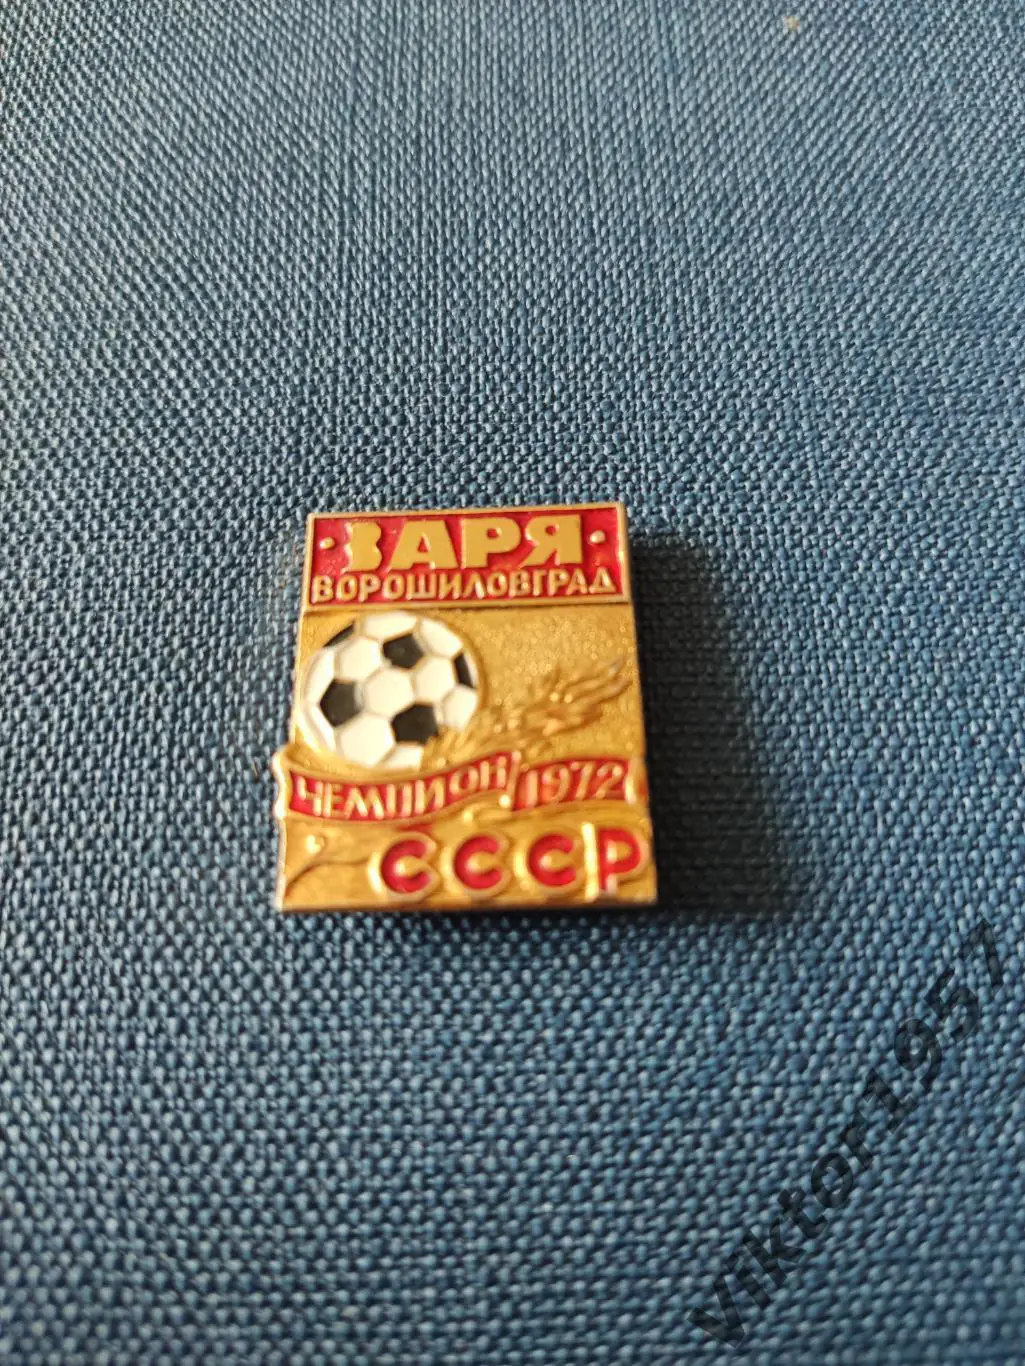 · ЗАРЯ ·
ВОРОШИЛОВГРАД
ЧЕМПИОН 1972
СССР
Viktor1957